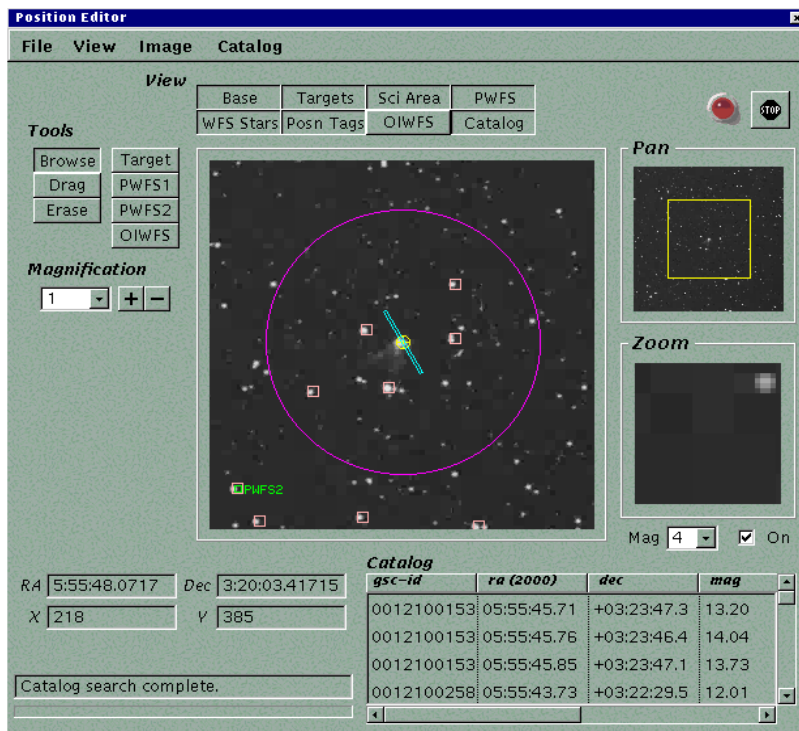 Position Editor
File View Image Catalog
View
Base Targets Sci Area PWFS
WFS Stars Posn Tags OIWFS Catalog
STOP
Tools
Browse Target
Drag PWFS1
Erase PWFS2
OIWFS
Magnification
1 + −
Pan
Zoom
PWFS2
Mag 4 On
RA 5:55:48.0717 Dec 3:20:03.41715
X 218 Y 385
Catalog search complete.
Catalog
gsc-id ra (2000) dec mag
0012100153 05:55:45.71 +03:23:47.3 13.20
0012100153 05:55:45.76 +03:23:46.4 14.04
0012100153 05:55:45.85 +03:23:47.1 13.73
0012100258 05:55:43.73 +03:22:29.5 12.01